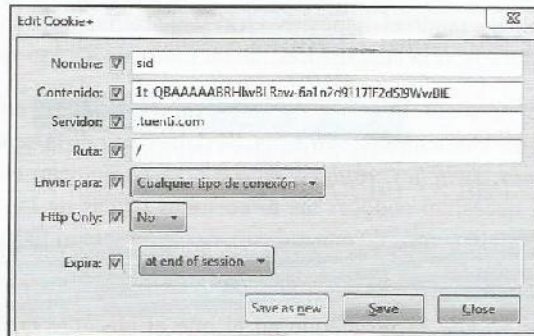 Edit Cookie+
Nombre: sid
Contenido:
Servidor: .tuenti.com
Ruta: /
Enviar para: Cualquier tipo de conexión
Http Only: No
Expira: at end of session
Save as new Save Close